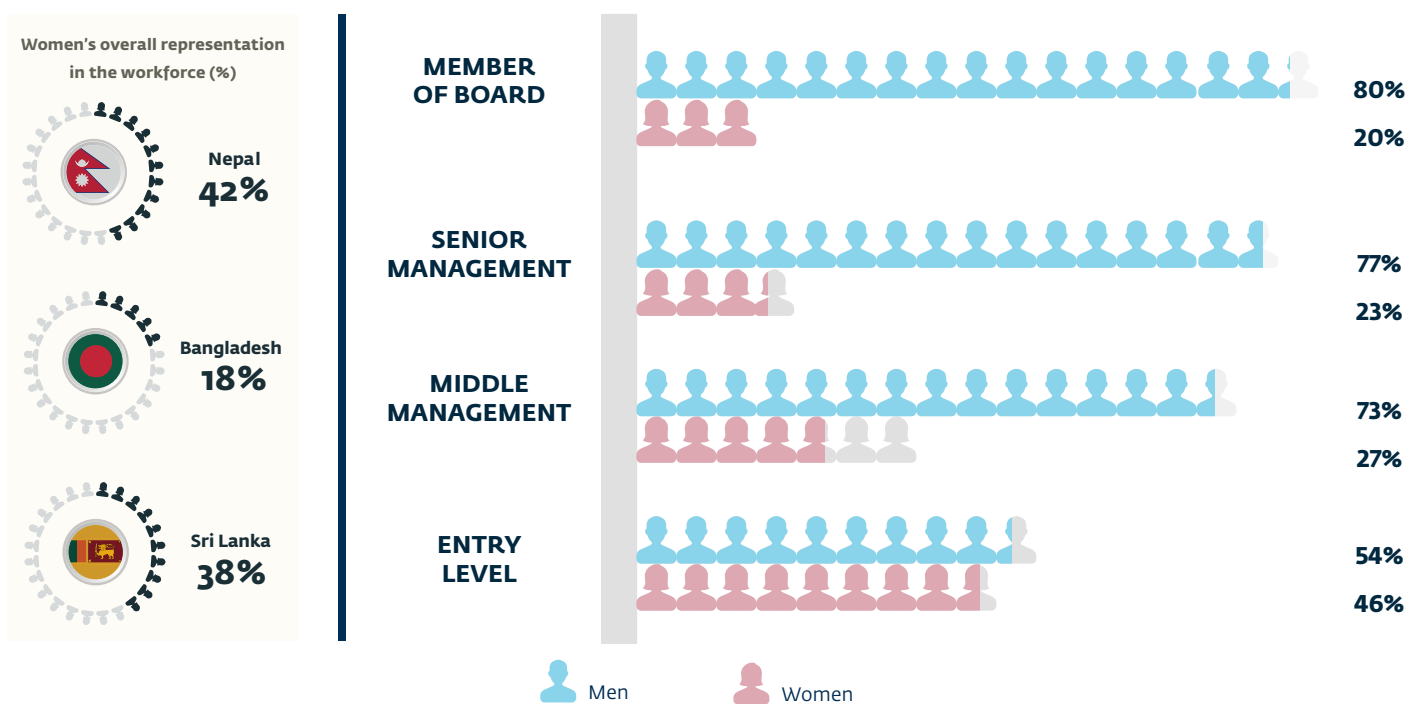 Women's overall representation
in the workforce (%)
Nepal
42%
Bangladesh
18%
Sri Lanka
38%
MEMBER
OF BOARD
80%
20%
SENIOR
MANAGEMENT
77%
23%
MIDDLE
MANAGEMENT
73%
27%
ENTRY
LEVEL
54%
46%
Men
Women